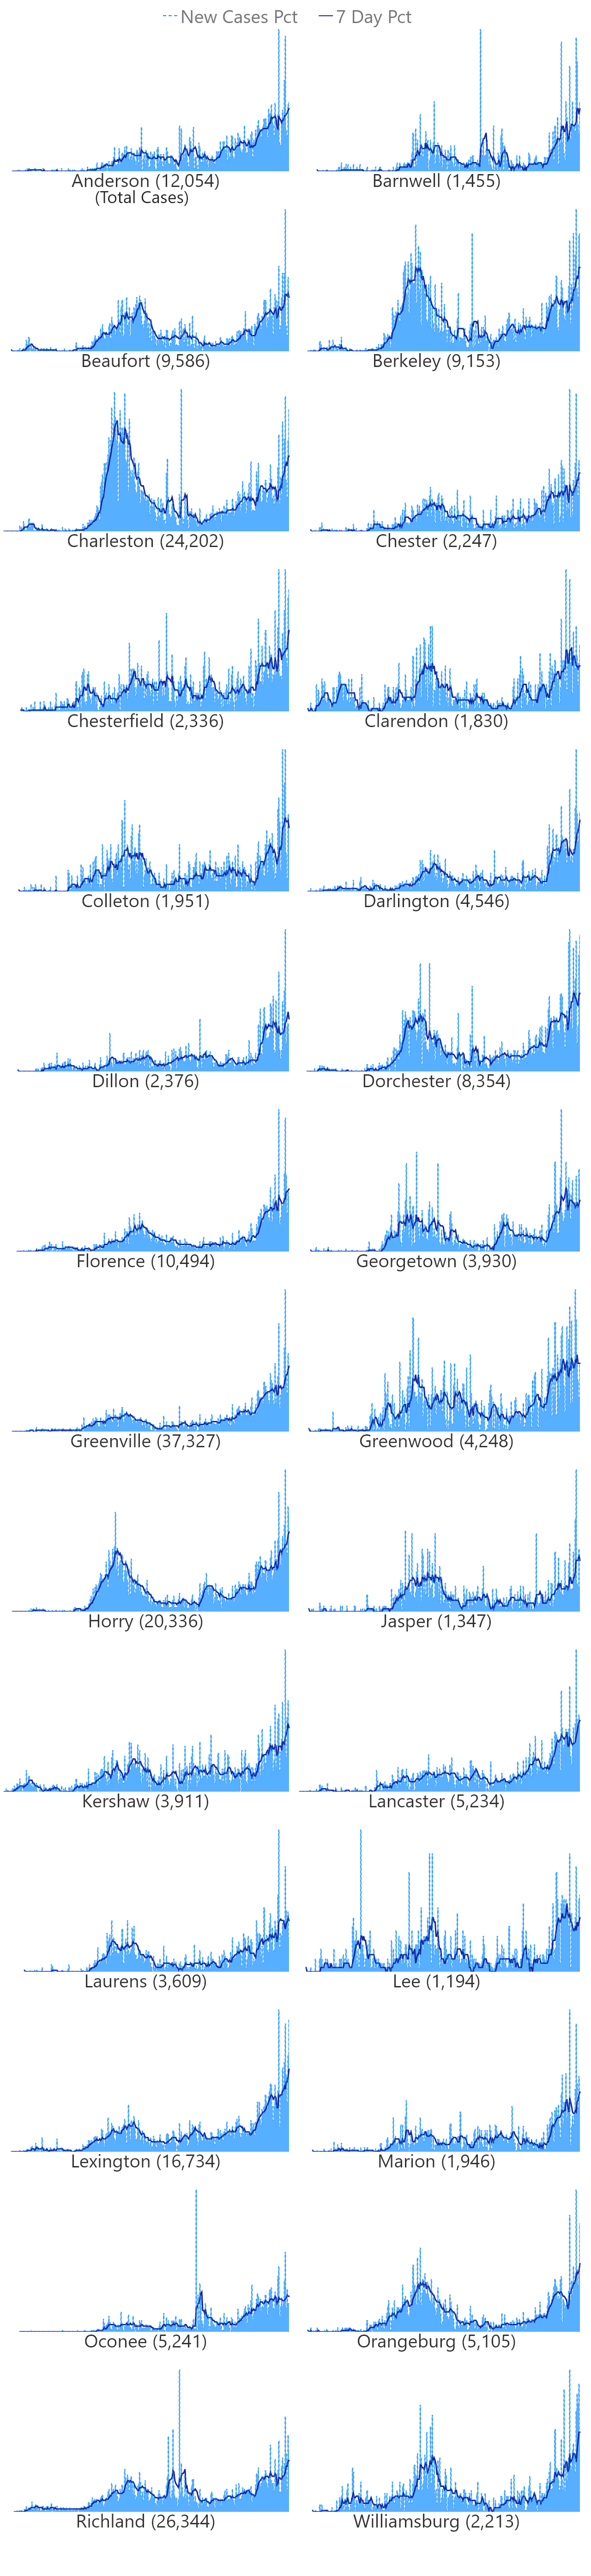 New Cases Pct 7 Day Pct
Anderson (12,054) Barnwell (1,455)
(Total Cases)
Beaufort (9,586) Berkeley (9,153)
Charleston (24,202) Chester (2,247)
Chesterfield (2,336) Clarendon (1,830)
Colleton (1,951) Darlington (4,546)
Dillon (2,376) Dorchester (8,354)
Florence (10,494) Georgetown (3,930)
Greenville (37,327) Greenwood (4,248)
Horry (20,336) Jasper (1,347)
Kershaw (3,911) Lancaster (5,234)
Laurens (3,609) Lee (1,194)
Lexington (16,734) Marion (1,946)
Oconee (5,241) Orangeburg (5,105)
Richland (26,344) Williamsburg (2,213)